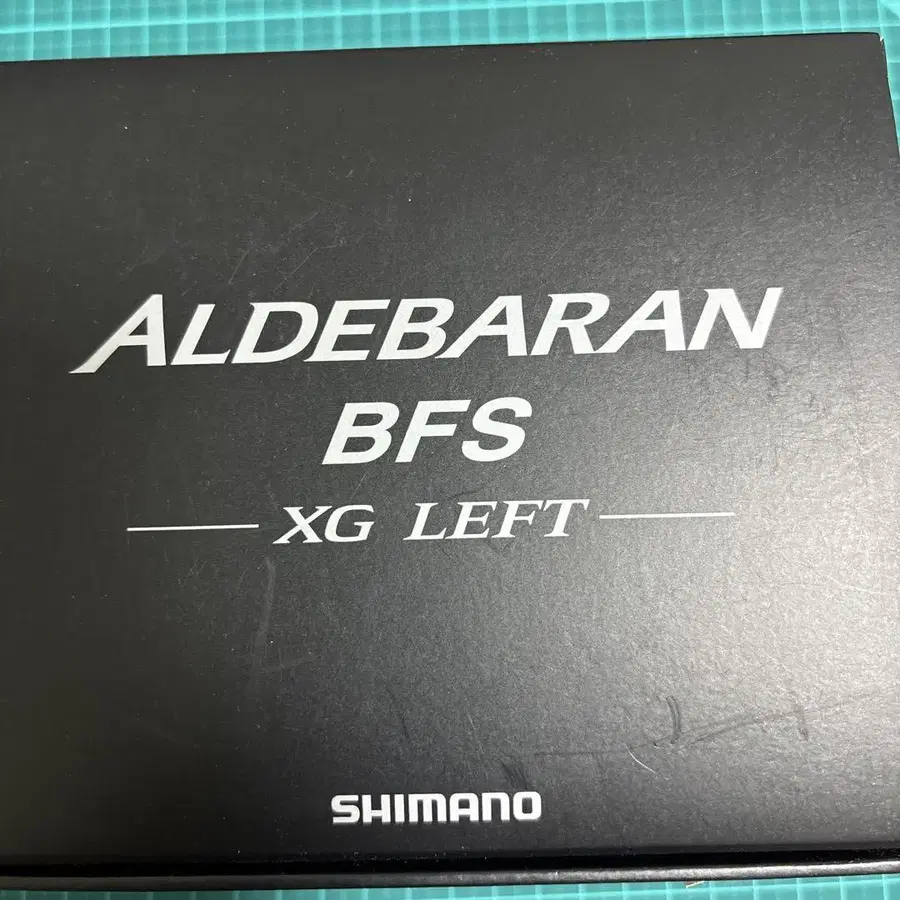 ALDEBARAN
BFS
XG LEFT
SHIMANO